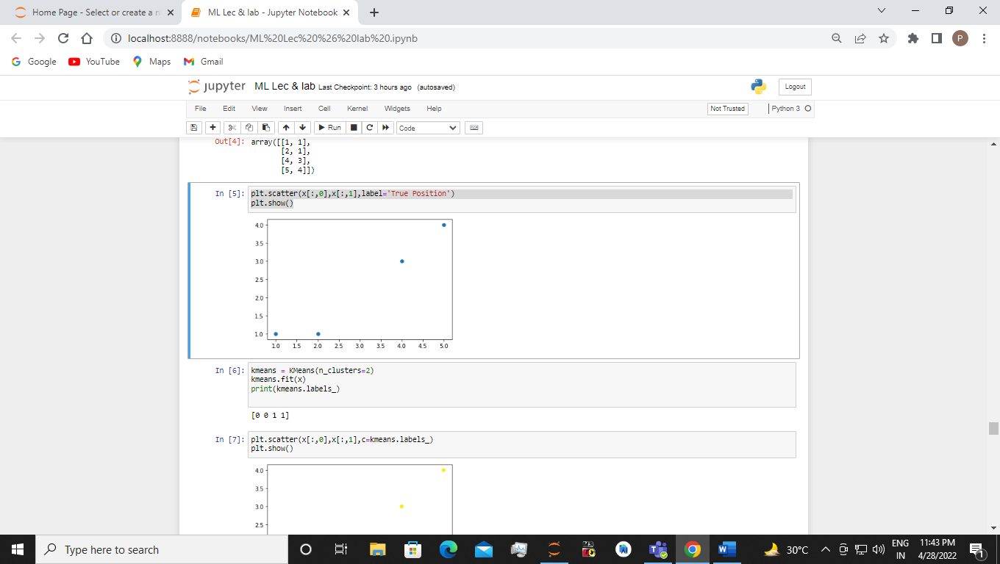 Home Page - Select or create a n
ML Lec & lab - Jupyter Notebook
localhost:8888/notebooks/ML%20Lec%20%26%20lab%20.ipynb
P
Google YouTube Maps Gmail
jupyter ML Lec & lab Last Checkpoint: 3 hours ago (autosaved)
Logout
File Edit View Insert Cell Kernel Widgets Help
Not Trusted
Python 3
Run
Code
Out[4]: array([[1, 1],
[2, 1],
[4, 3],
[5, 4]])
In [5]: plt.scatter(x[:,0],x[:,1],label='True Position')
plt.show()
4.0
3.5
3.0
2.5
2.0
1.5
1.0
1.0 1.5 2.0 2.5 3.0 3.5 4.0 4.5 5.0
In [6]: kmeans = KMeans(n_clusters=2)
kmeans.fit(x)
print(kmeans.labels_)
[0 0 1 1]
In [7]: plt.scatter(x[:,0],x[:,1],c=kmeans.labels_)
plt.show()
4.0
3.5
3.0
2.5
Type here to search
30°C
ENG
IN
11:43 PM
4/28/2022
1